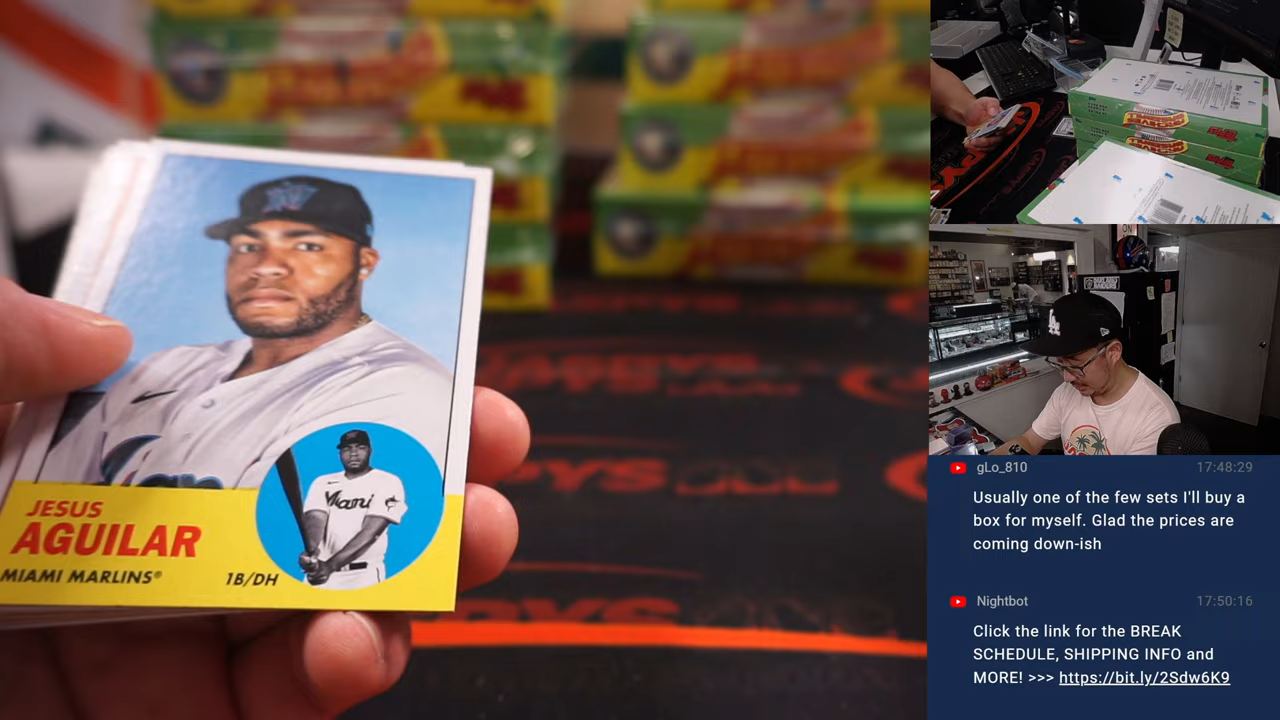 JESUS
AGUILAR
MIAMI MARLINS®
1B/DH
Miami
gLo_810
17:48:29
Usually one of the few sets I'll buy a
box for myself. Glad the prices are
coming down-ish
Nightbot
17:50:16
Click the link for the BREAK
SCHEDULE, SHIPPING INFO and
MORE! >>> https://bit.ly/2Sdw6K9